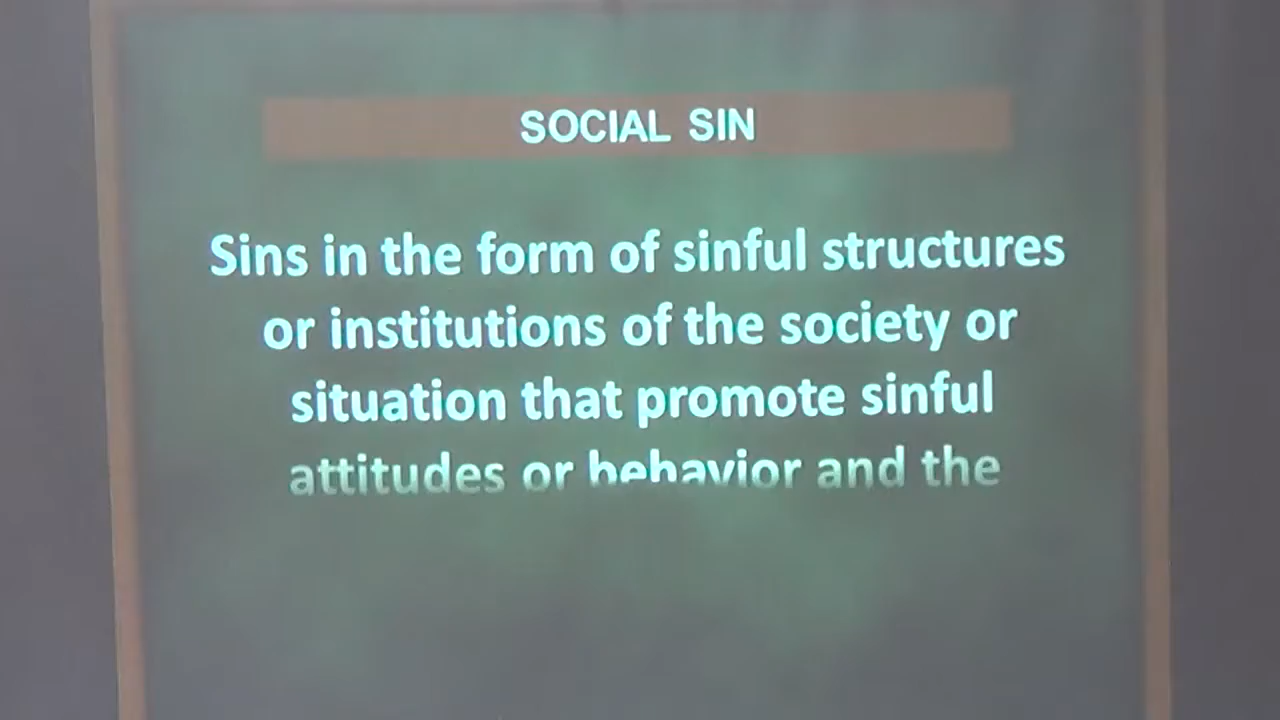 SOCIAL SIN
Sins in the form of sinful structures
or institutions of the society or
situation that promote sinful
attitudes or behavior and the